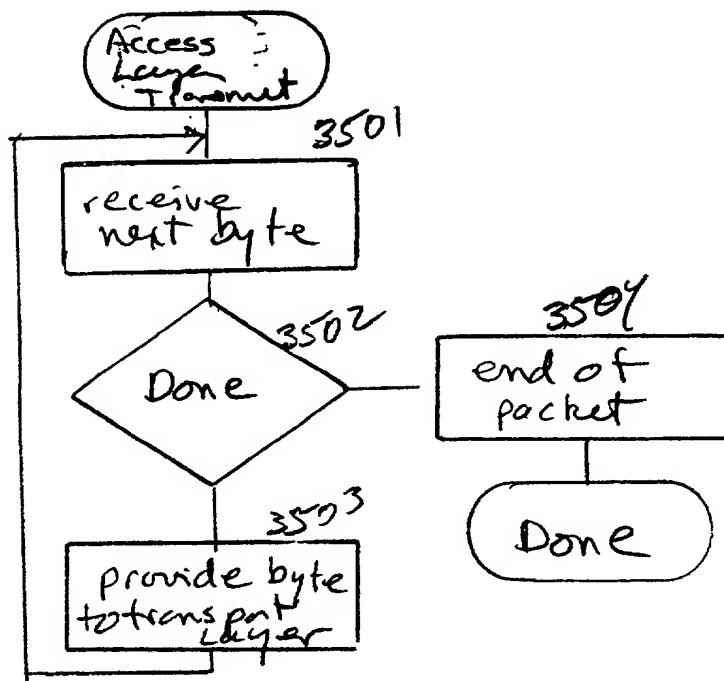 Access
Layer
Transmit
3501
receive
next byte
3502
Done
3504
end of
packet
Done
3503
provide byte
to transport
Layer